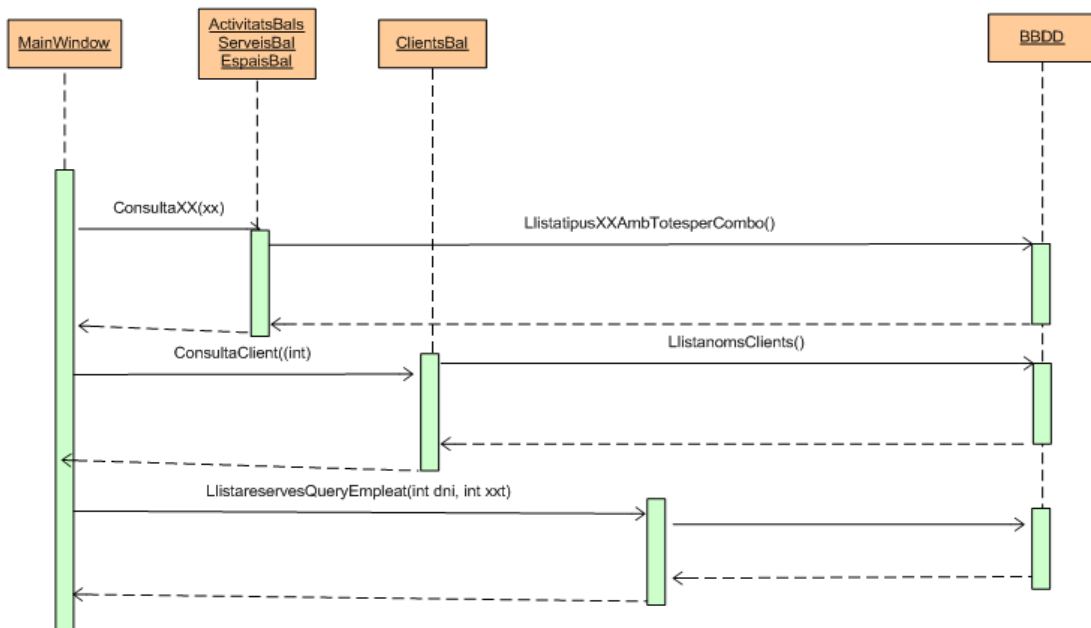 MainWindow
ActivitatsBals
ServeisBal
EspaisBal
ClientsBal
BBDD
ConsultaXX(xx)
LlistatipusXXAmbTotesperCombo()
ConsultaClient((int)
LlistanomsClients()
LlistareservesQueryEmpleat(int dni, int xxt)